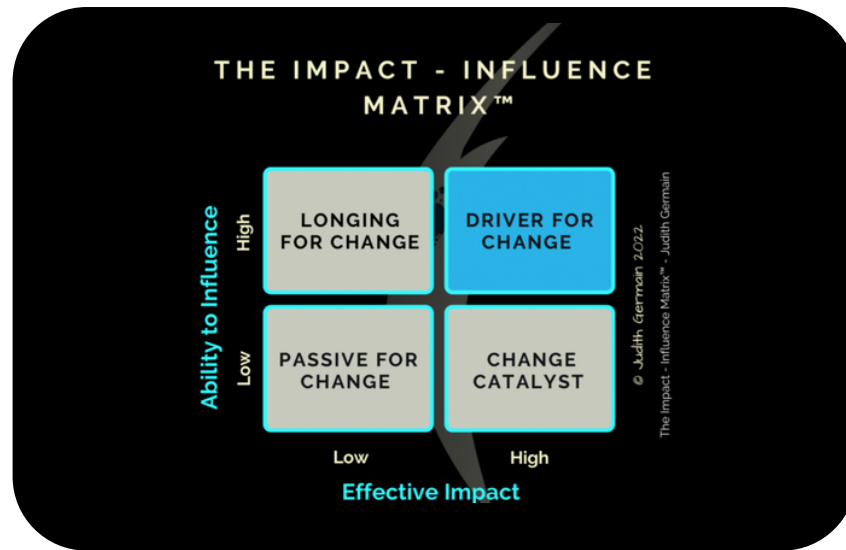 THE IMPACT - INFLUENCE
MATRIX™
Ability to Influence
High
Low
LONGING
FOR CHANGE
DRIVER FOR
CHANGE
PASSIVE FOR
CHANGE
CHANGE
CATALYST
Low
High
Effective Impact
© Judith Germain 2022
The Impact - Influence Matrix™ - Judith Germain